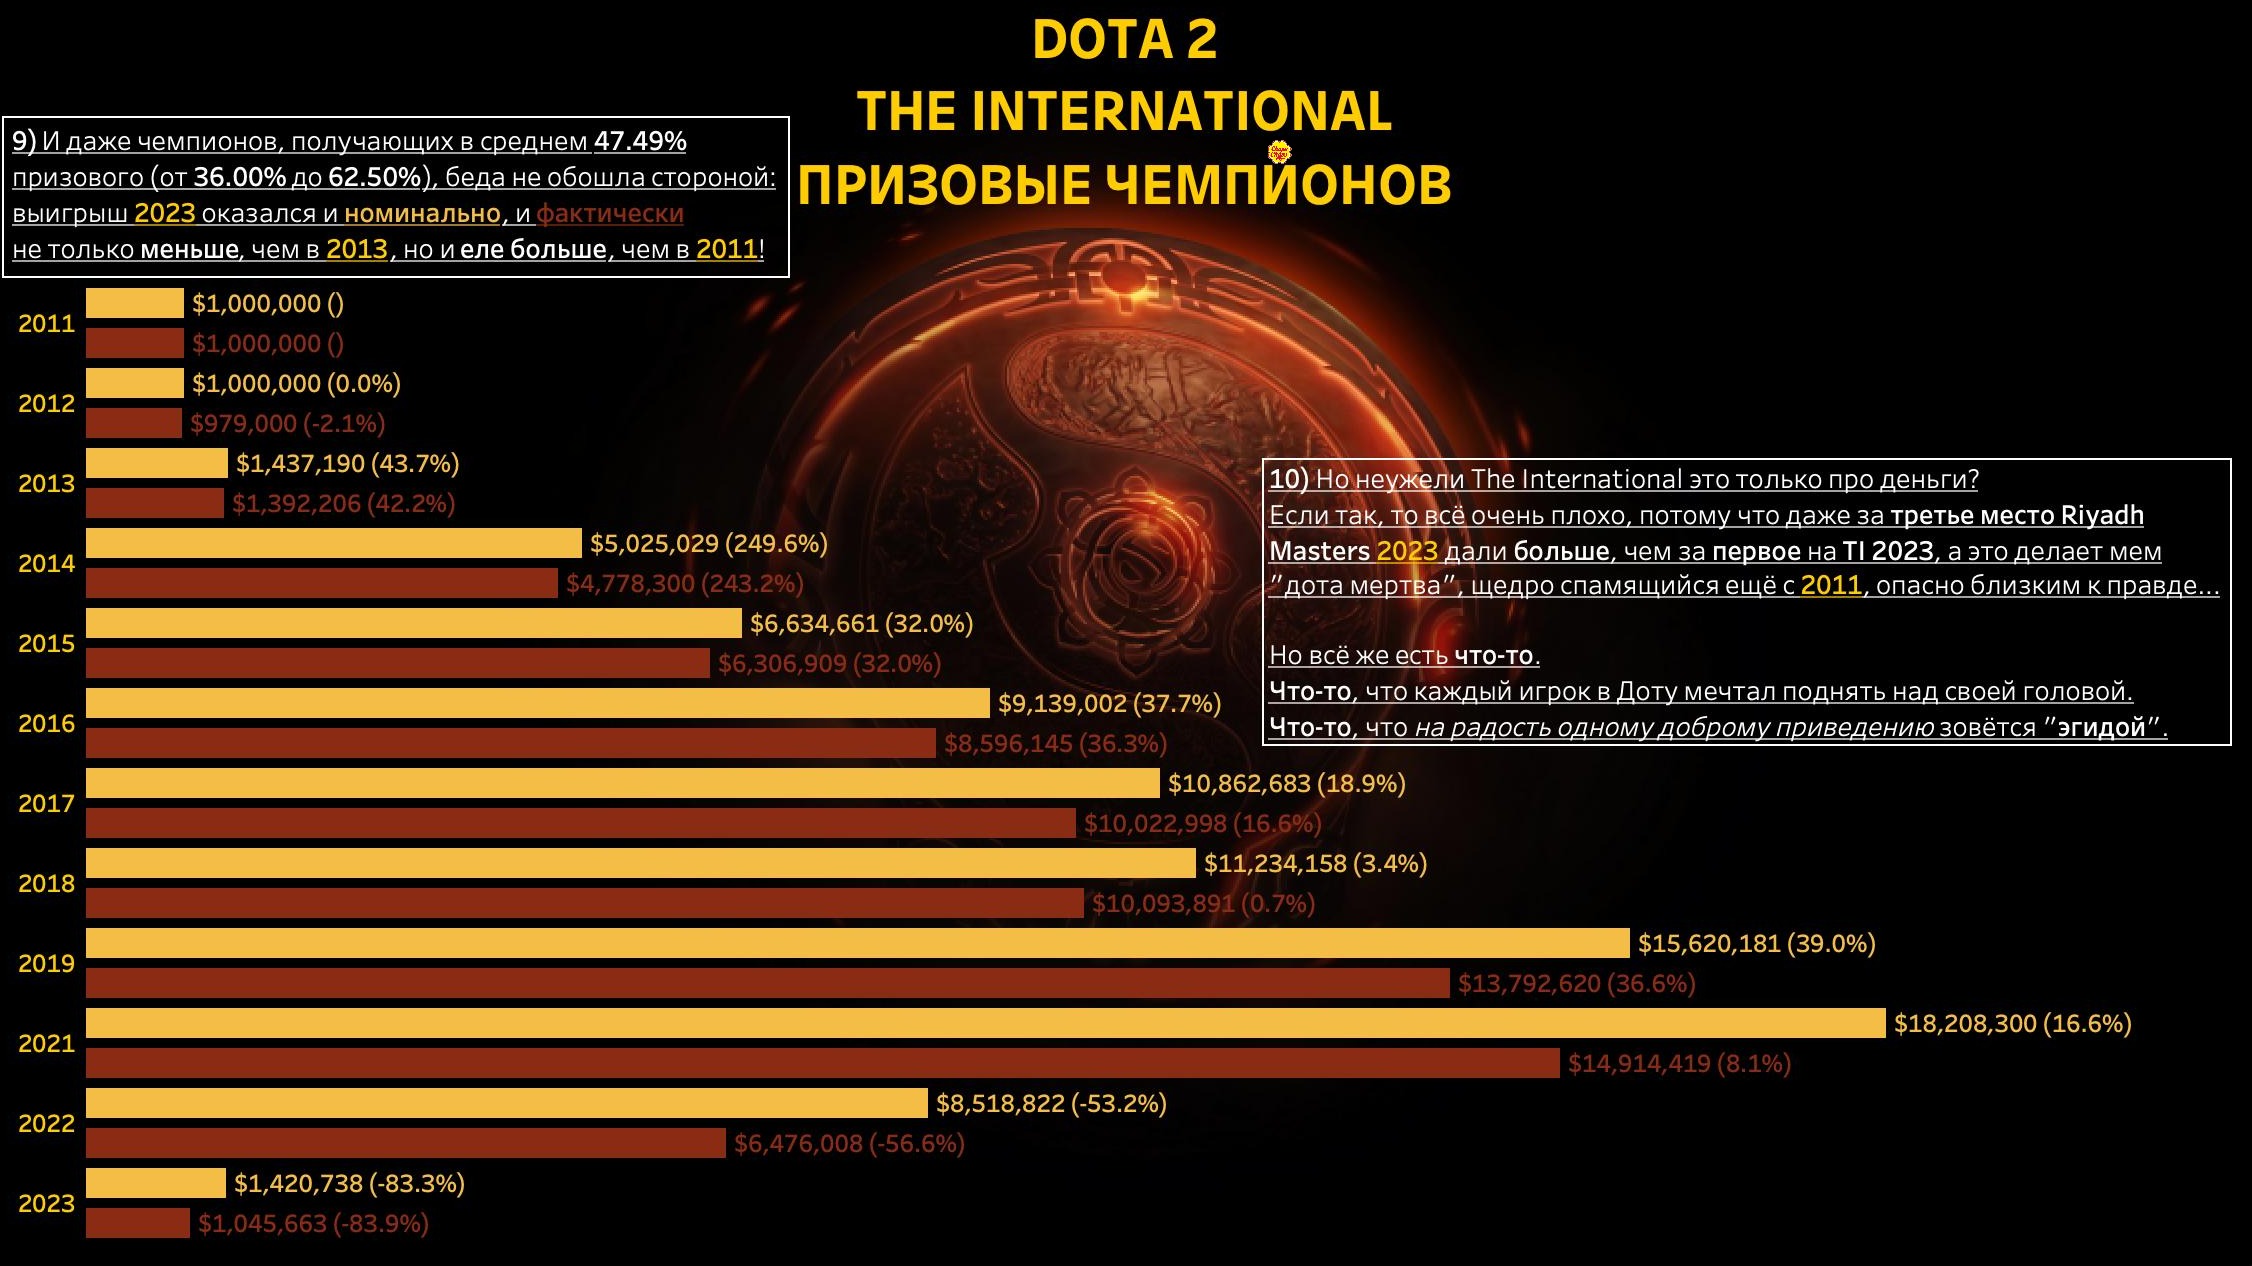 DOTA 2
THE INTERNATIONAL
ПРИЗОВЫЕ ЧЕМПИОНОВ
9) И даже чемпионов, получающих в среднем 47.49%
призового (от 36.00% до 62.50%), беда не обошла стороной:
выигрыш 2023 оказался и номинально, и фактически
не только меньше, чем в 2013, но и еле больше, чем в 2011!
2011
$1,000,000 ()
$1,000,000 ()
2012
$1,000,000 (0.0%)
$979,000 (-2.1%)
2013
$1,437,190 (43.7%)
$1,392,206 (42.2%)
2014
$5,025,029 (249.6%)
$4,778,300 (243.2%)
2015
$6,634,661 (32.0%)
$6,306,909 (32.0%)
2016
$9,139,002 (37.7%)
$8,596,145 (36.3%)
2017
$10,862,683 (18.9%)
$10,022,998 (16.6%)
2018
$11,234,158 (3.4%)
$10,093,891 (0.7%)
2019
$15,620,181 (39.0%)
$13,792,620 (36.6%)
2021
$18,208,300 (16.6%)
$14,914,419 (8.1%)
2022
$8,518,822 (-53.2%)
$6,476,008 (-56.6%)
2023
$1,420,738 (-83.3%)
$1,045,663 (-83.9%)
10) Но неужели The International это только про деньги?
Если так, то всё очень плохо, потому что даже за третье место Riyadh
Masters 2023 дали больше, чем за первое на TI 2023, а это делает мем
"дота мертва", щедро спамящийся ещё с 2011, опасно близким к правде...
Но всё же есть что-то.
Что-то, что каждый игрок в Доту мечтал поднять над своей головой.
Что-то, что на радость одному доброму приведению зовётся "эгидой".